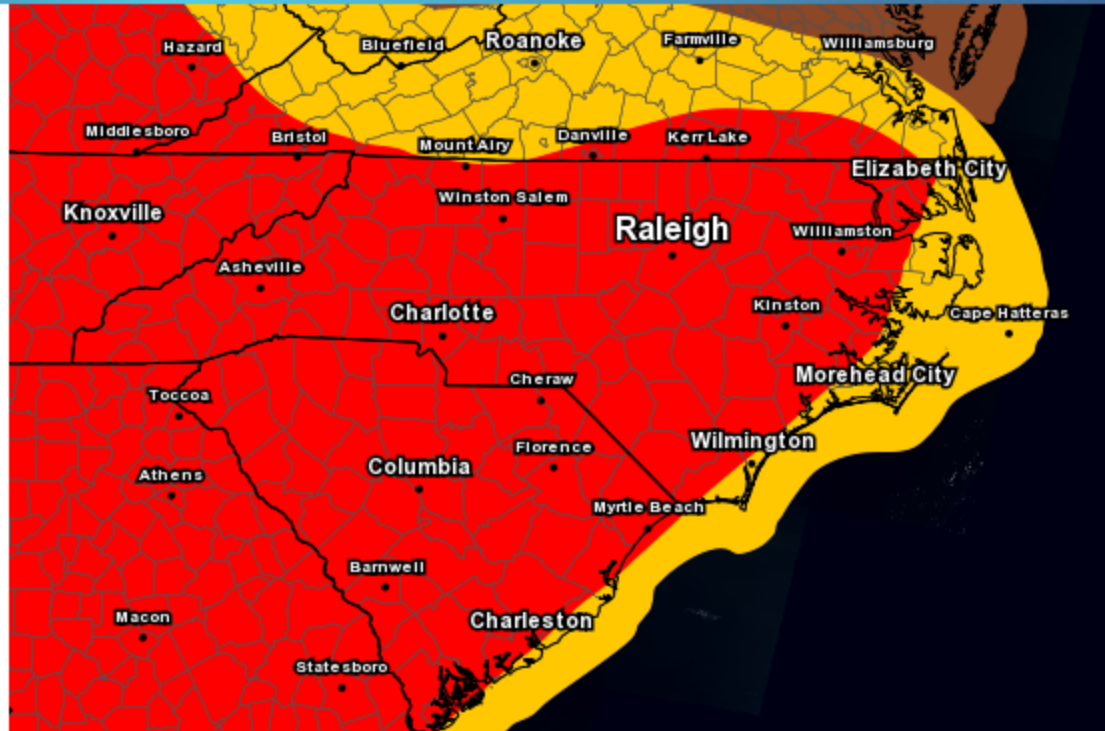 Roanoke
Farmville
Williamsburg
Hazard
Bluefield
Middlesboro
Bristol
Mount Airy
Danville
Kerr Lake
Elizabeth City
Knoxville
Winston Salem
Raleigh
Williamston
Asheville
Charlotte
Kinston
Cape Hatteras
Cheraw
Morehead City
Toccoa
Athens
Columbia
Florence
Wilmington
Myrtle Beach
Barnwell
Macon
Charleston
Statesboro